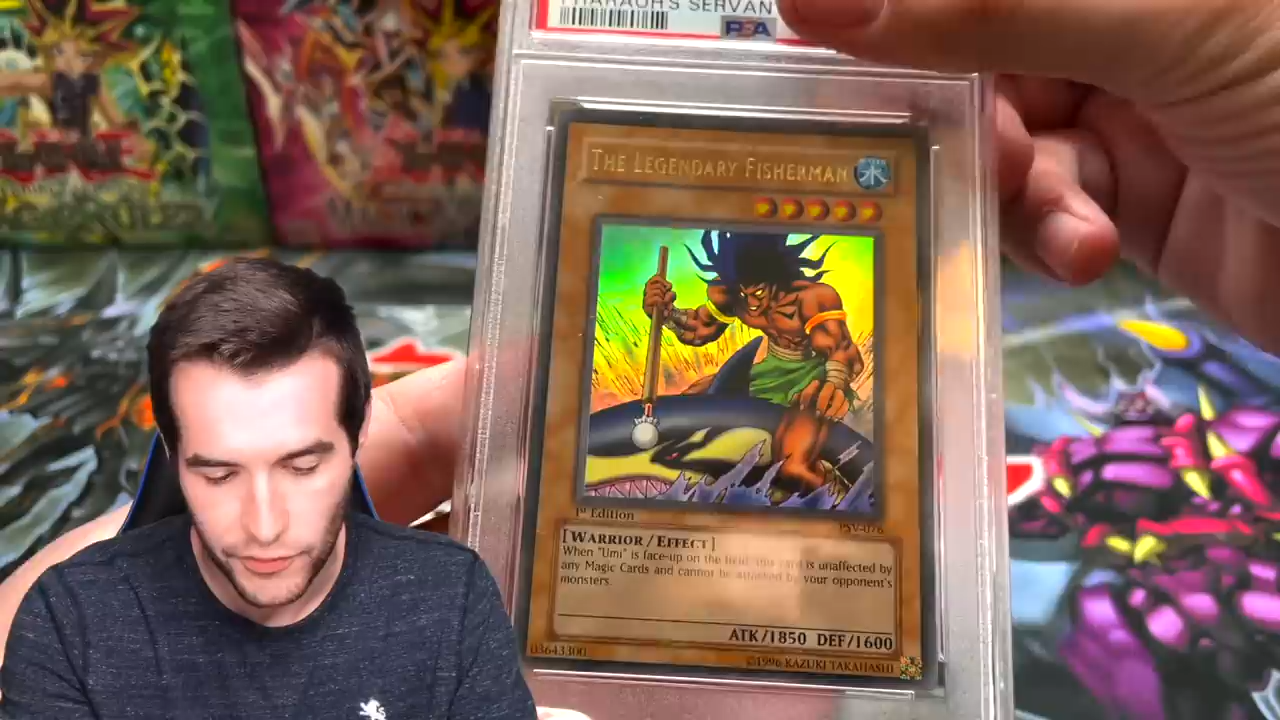 PHARAOH'S SERVAN
PSA
THE LEGENDARY FISHERMAN
1st Edition
PSV-076
[WARRIOR/EFFECT]
When "Umi" is face-up on the field, this card is unaffected by
any Magic Cards and cannot be attacked by your opponent's
monsters.
ATK/1850 DEF/1600
03643300
©1996 KAZUKI TAKAHASHI